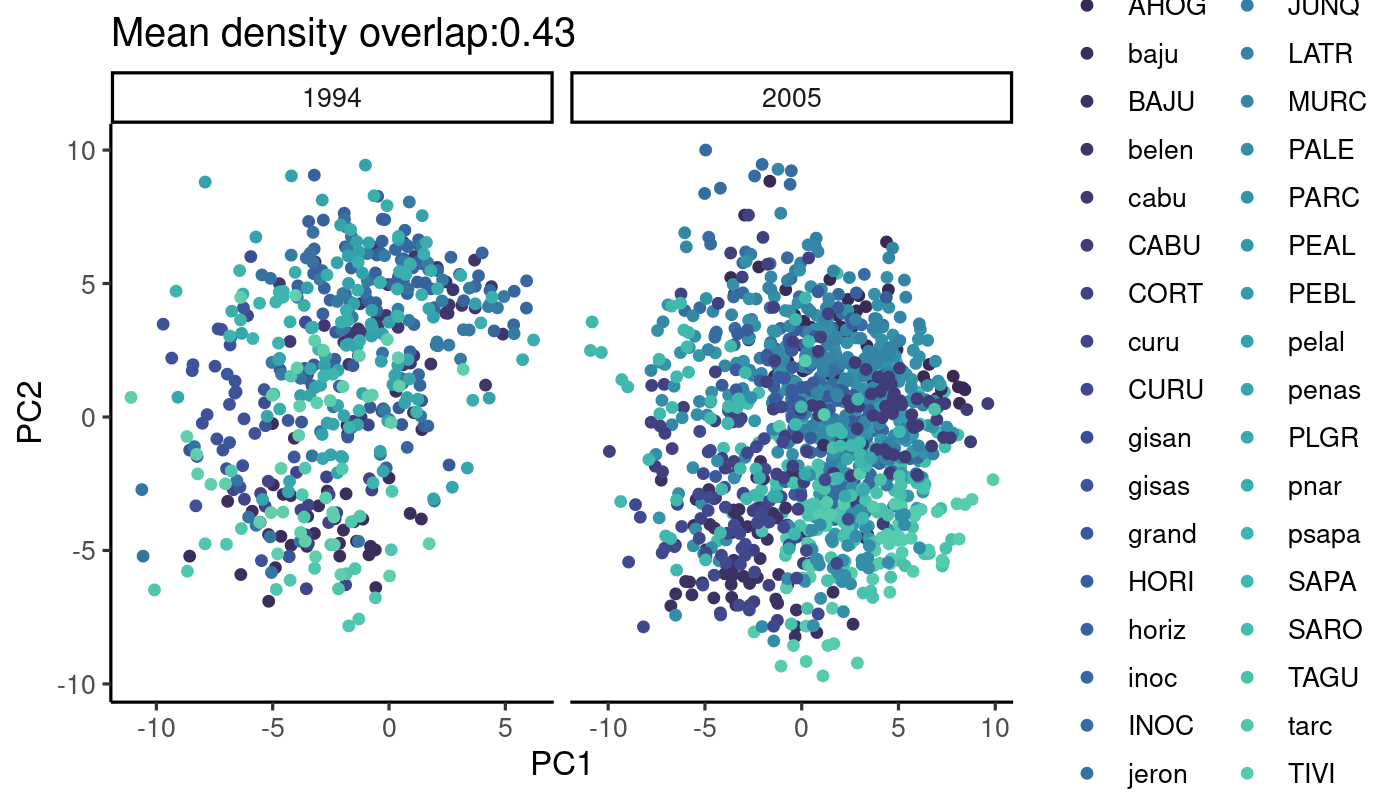 Mean density overlap:0.43
1994
2005
10
5
0
-5
-10
PC2
-10
-5
0
5
-10
-5
0
5
10
PC1
AHOG
baju
BAJU
belen
cabu
CABU
CORT
curu
CURU
gisan
gisas
grand
HORI
horiz
inoc
INOC
jeron
JUNQ
LATR
MURC
PALE
PARC
PEAL
PEBL
pelal
penas
PLGR
pnar
psapa
SAPA
SARO
TAGU
tarc
TIVI